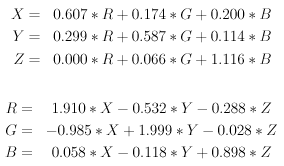 X = 0.607 * R + 0.174 * G + 0.200 * B
Y = 0.299 * R + 0.587 * G + 0.114 * B
Z = 0.000 * R + 0.066 * G + 1.116 * B
R = 1.910 * X − 0.532 * Y − 0.288 * Z
G = −0.985 * X + 1.999 * Y − 0.028 * Z
B = 0.058 * X − 0.118 * Y + 0.898 * Z